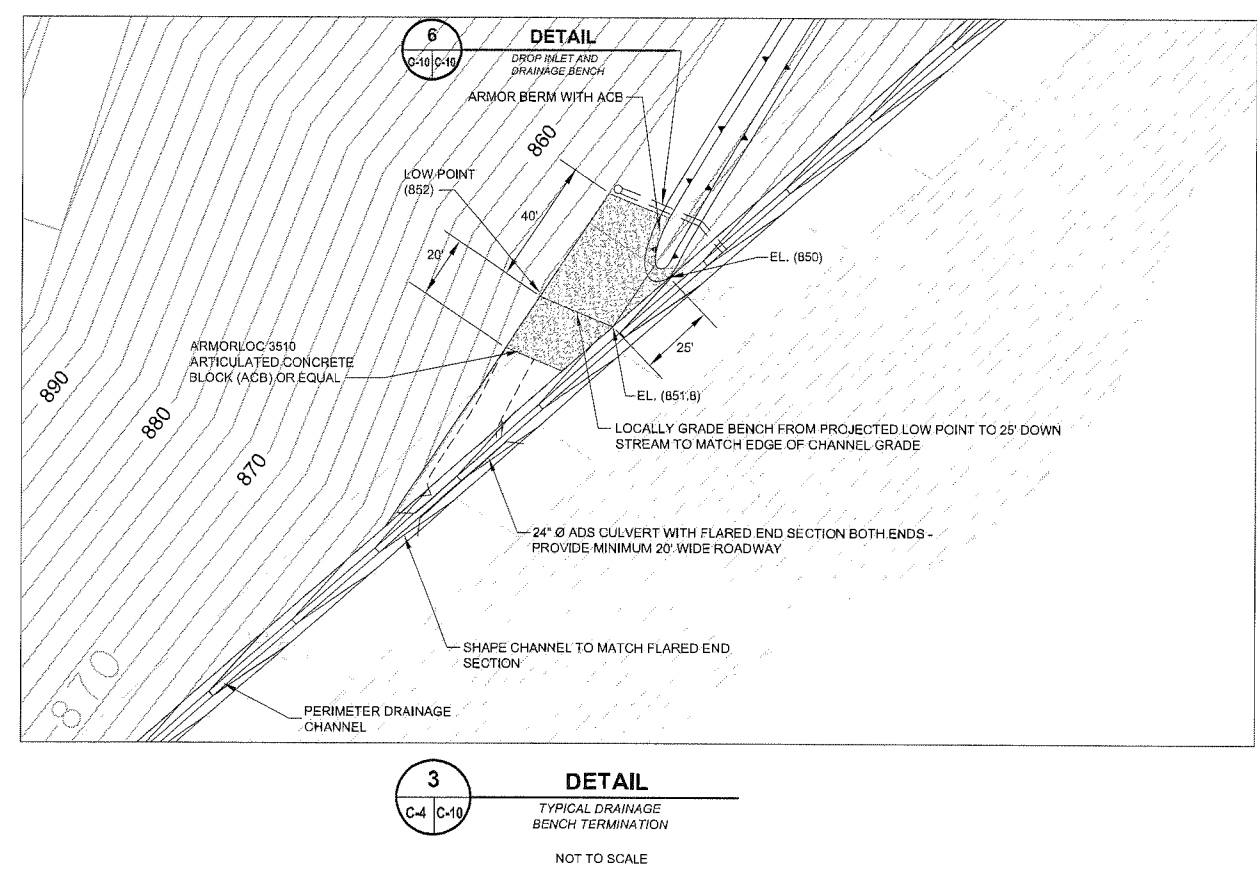 6
C-10 C-10
DETAIL
DROP INLET AND
DRAINAGE BENCH
ARMOR BERM WITH ACB
860
LOW POINT
(852)
40'
20'
EL. (850)
25'
ARMORLOC 3510
ARTICULATED CONCRETE
BLOCK (ACB) OR EQUAL
EL. (851.8)
890
880
870
LOCALLY GRADE BENCH FROM PROJECTED LOW POINT TO 25' DOWN
STREAM TO MATCH EDGE OF CHANNEL GRADE
24" Ø ADS CULVERT WITH FLARED END SECTION BOTH ENDS -
PROVIDE MINIMUM 20' WIDE ROADWAY
SHAPE CHANNEL TO MATCH FLARED END
SECTION
870
PERIMETER DRAINAGE
CHANNEL
3
C-4 C-10
DETAIL
TYPICAL DRAINAGE
BENCH TERMINATION
NOT TO SCALE